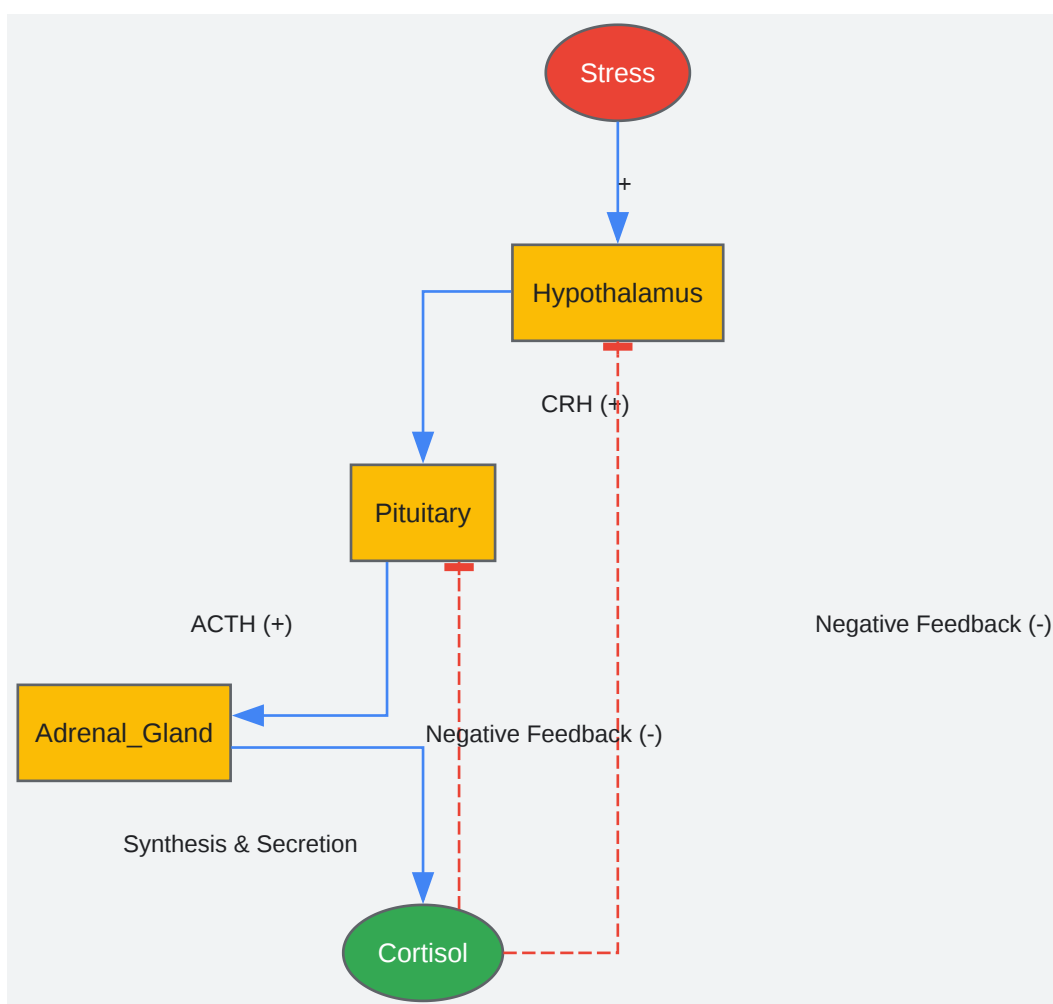 Stress
+
Hypothalamus
CRH (+)
Pituitary
ACTH (+)
Negative Feedback (-)
Adrenal_Gland
Negative Feedback (-)
Synthesis & Secretion
Cortisol